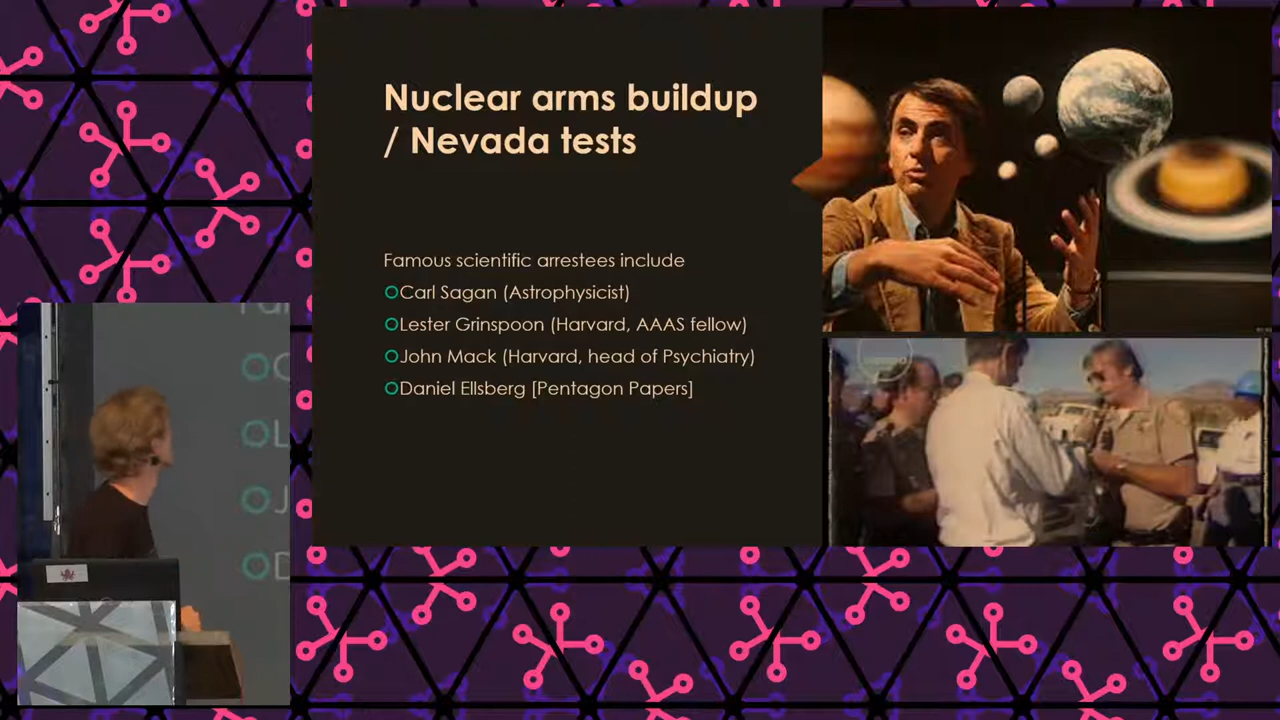 Nuclear arms buildup
/ Nevada tests
Famous scientific arrestees include
Carl Sagan (Astrophysicist)
Lester Grinspoon (Harvard, AAAS fellow)
John Mack (Harvard, head of Psychiatry)
Daniel Ellsberg [Pentagon Papers]